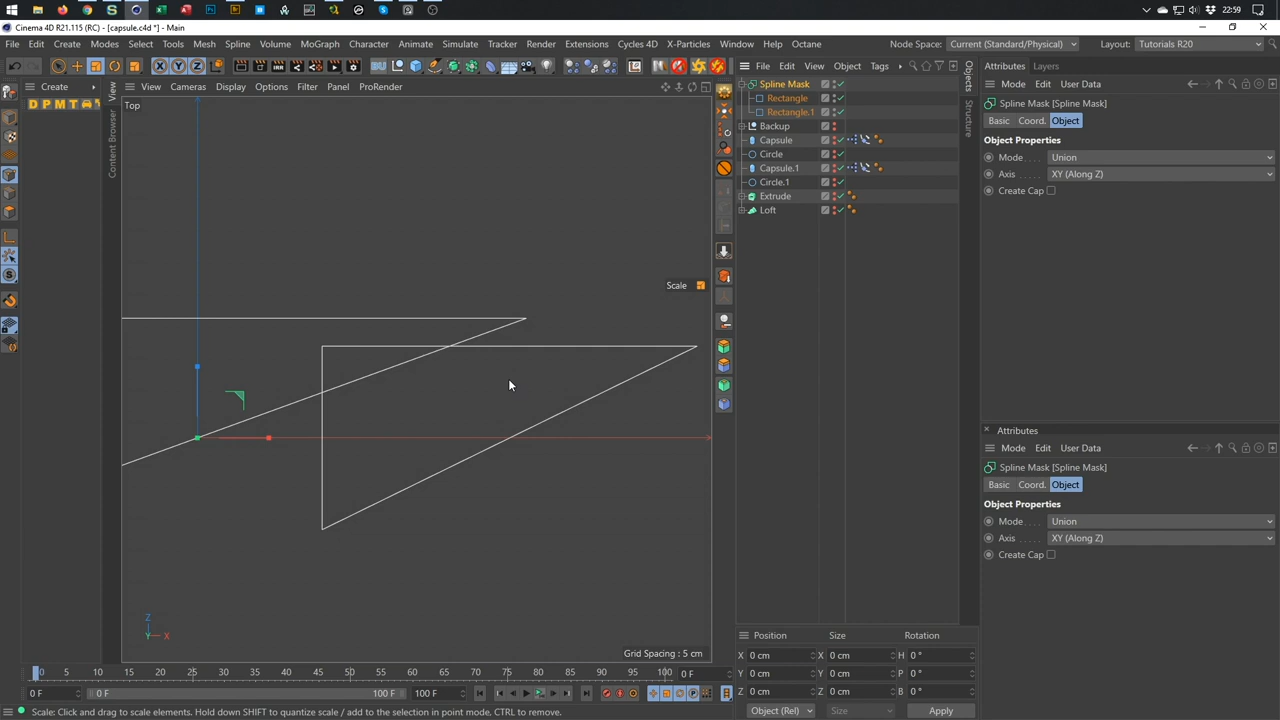 22:59
Cinema 4D R21.115 (RC) - [capsule.c4d *] - Main
File Edit Create Modes Select Tools Mesh Spline Volume MoGraph Character Animate Simulate Tracker Render Extensions Cycles 4D X-Particles Window Help Octane Node Space: Current (Standard/Physical) Layout: Tutorials R20
X Y Z IRR BU
File Edit View Object Tags
Attributes Layers
Create
View Cameras Display Options Filter Panel ProRender
Mode Edit User Data
D P M T
View
Content Browser
Top
Objects
Structure
Spline Mask
Rectangle
Rectangle.1
Backup
Capsule
Circle
Capsule.1
Circle.1
Extrude
Loft
Spline Mask [Spline Mask]
Basic Coord. Object
Object Properties
Mode Union
Axis XY (Along Z)
Create Cap
Scale
Attributes
Mode Edit User Data
Spline Mask [Spline Mask]
Basic Coord. Object
Object Properties
Mode Union
Axis XY (Along Z)
Create Cap
Z
Y X
Grid Spacing : 5 cm
0 5 10 15 20 25 30 35 40 45 50 55 60 65 70 75 80 85 90 95 100 0 F
0 F 0 F 100 F 100 F
Position Size Rotation
X 0 cm X 0 cm H 0 °
Y 0 cm Y 0 cm P 0 °
Z 0 cm Z 0 cm B 0 °
Object (Rel) Size Apply
Scale: Click and drag to scale elements. Hold down SHIFT to quantize scale / add to the selection in point mode, CTRL to remove.